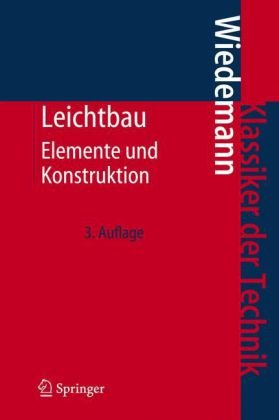 Wiedemann
Klassiker der Technik
Leichtbau
Elemente und
Konstruktion
3. Auflage
Springer